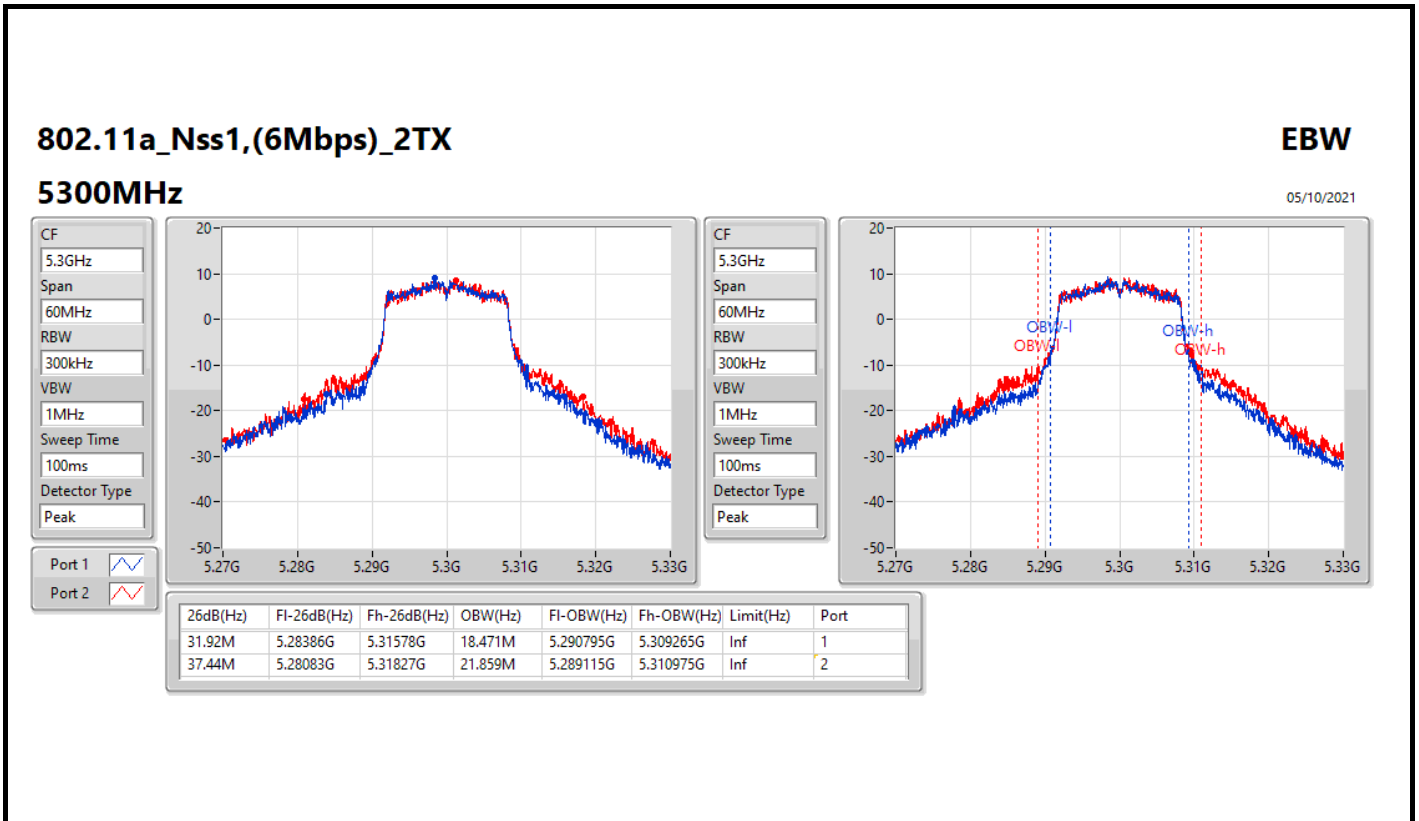 802.11a_Nss1,(6Mbps)_2TX
EBW
5300MHz
05/10/2021
CF
5.3GHz
Span
60MHz
RBW
300kHz
VBW
1MHz
Sweep Time
100ms
Detector Type
Peak
Port 1
Port 2
20
10
0
-10
-20
-30
-40
-50
5.27G 5.28G 5.29G 5.3G 5.31G 5.32G 5.33G
CF
5.3GHz
Span
60MHz
RBW
300kHz
VBW
1MHz
Sweep Time
100ms
Detector Type
Peak
20
10
0
-10
-20
-30
-40
-50
OBW-l OBW-h
OBW-l OBW-h
5.27G 5.28G 5.29G 5.3G 5.31G 5.32G 5.33G
26dB(Hz) Fl-26dB(Hz) Fh-26dB(Hz) OBW(Hz) Fl-OBW(Hz) Fh-OBW(Hz) Limit(Hz) Port
31.92M 5.28386G 5.31578G 18.471M 5.290795G 5.309265G Inf 1
37.44M 5.28083G 5.31827G 21.859M 5.289115G 5.310975G Inf 2